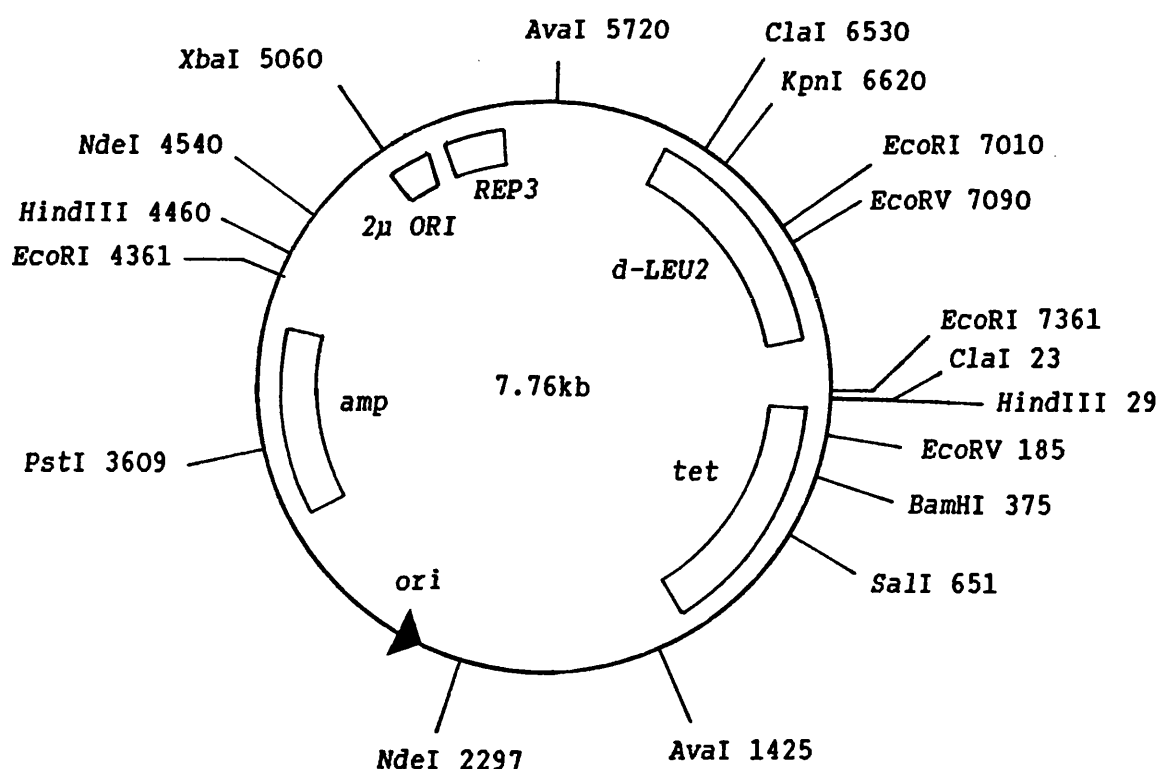 AvaI 5720
ClaI 6530
XbaI 5060
KpnI 6620
NdeI 4540
EcoRI 7010
REP3
EcoRV 7090
HindIII 4460
2μ ORI
EcoRI 4361
d-LEU2
EcoRI 7361
ClaI 23
7.76kb
amp
HindIII 29
EcoRV 185
PstI 3609
tet
BamHI 375
ori
SalI 651
AvaI 1425
NdeI 2297